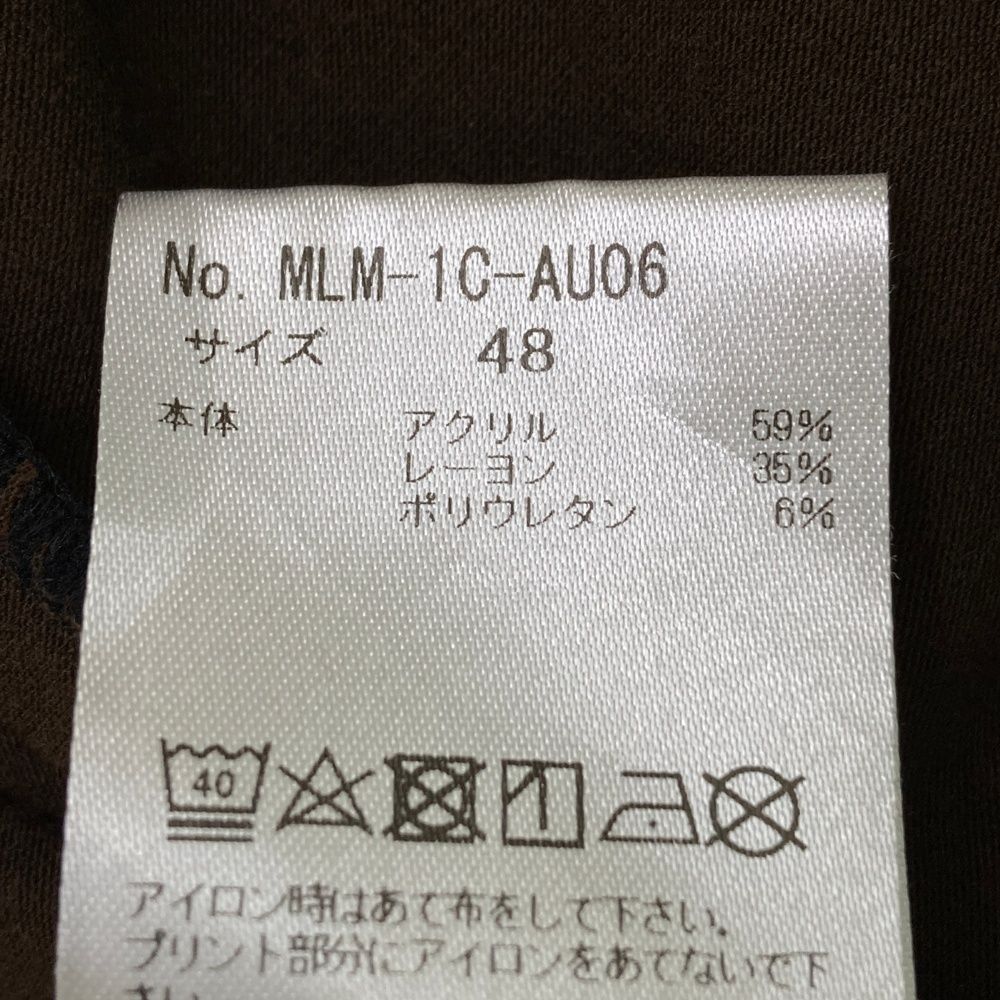 No. MLM-1C-AU06
サイズ 48
本体 アクリル 59%
レーヨン 35%
ポリウレタン 6%
40
アイロン時はあて布をして下さい。
プリント部分にアイロンをあてないで下
さい